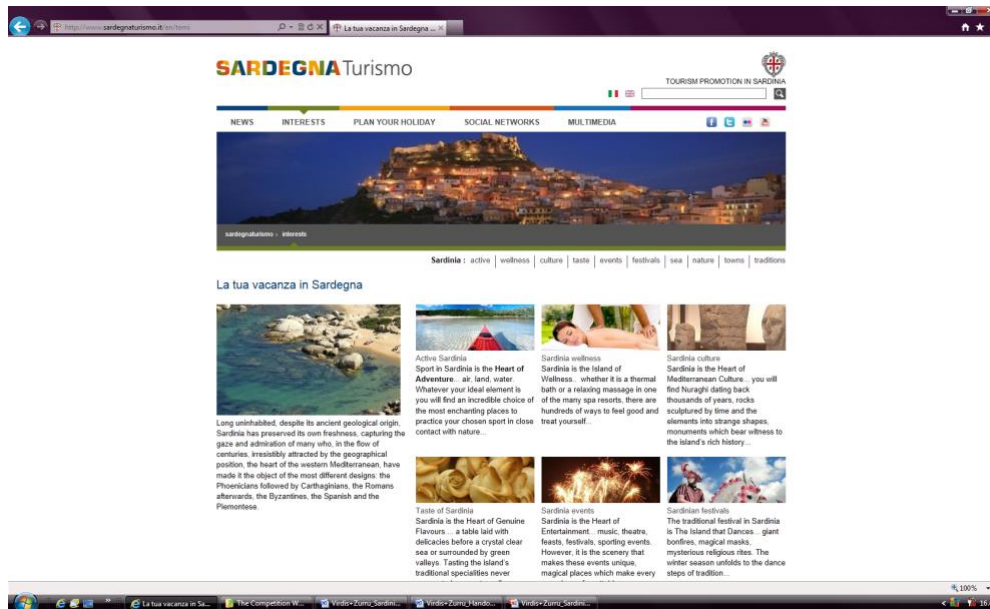 http://www.sardegnaturismo.it/en/temi
La tua vacanza in Sardegna ...
SARDEGNA Turismo
TOURISM PROMOTION IN SARDINIA
NEWS INTERESTS PLAN YOUR HOLIDAY SOCIAL NETWORKS MULTIMEDIA
sardegnaturismo › interests
Sardinia : active | wellness | culture | taste | events | festivals | sea | nature | towns | traditions
La tua vacanza in Sardegna
Long uninhabited, despite its ancient geological origin,
Sardinia has preserved its own freshness, capturing the
gaze and admiration of many who, in the flow of
centuries, irresistibly attracted by the geographical
position, the heart of the western Mediterranean, have
made it the object of the most different designs: the
Phoenicians followed by Carthaginians, the Romans
afterwards, the Byzantines, the Spanish and the
Piemontese.
Active Sardinia
Sport in Sardinia is the Heart of
Adventure... air, land, water.
Whatever your ideal element is
you will find an incredible choice of
the most enchanting places to
practice your chosen sport in close
contact with nature...
Sardinia wellness
Sardinia is the Island of
Wellness... whether it is a thermal
bath or a relaxing massage in one
of the many spa resorts, there are
hundreds of ways to feel good and
treat yourself...
Sardinia culture
Sardinia is the Heart of
Mediterranean Culture... you will
find Nuraghi dating back
thousands of years, rocks
sculptured by time and the
elements into strange shapes,
monuments which bear witness to
the island's rich history...
Taste of Sardinia
Sardinia is the Heart of Genuine
Flavours ... a table laid with
delicacies before a crystal clear
sea or surrounded by green
valleys. Tasting the island's
traditional specialities never
Sardinia events
Sardinia is the Heart of
Entertainment... music, theatre,
feasts, festivals, sporting events.
However, it is the scenery that
makes these events unique,
magical places which make every
Sardinian festivals
The traditional festival in Sardinia
is The Island that Dances... giant
bonfires, magical masks,
mysterious religious rites. The
winter season unfolds to the dance
steps of tradition...
100%
La tua vacanza in Sa...
The Competition W...
Virdis+Zurru_Sardini...
Virdis+Zurru_Hando...
Virdis+Zurru_Sardini...